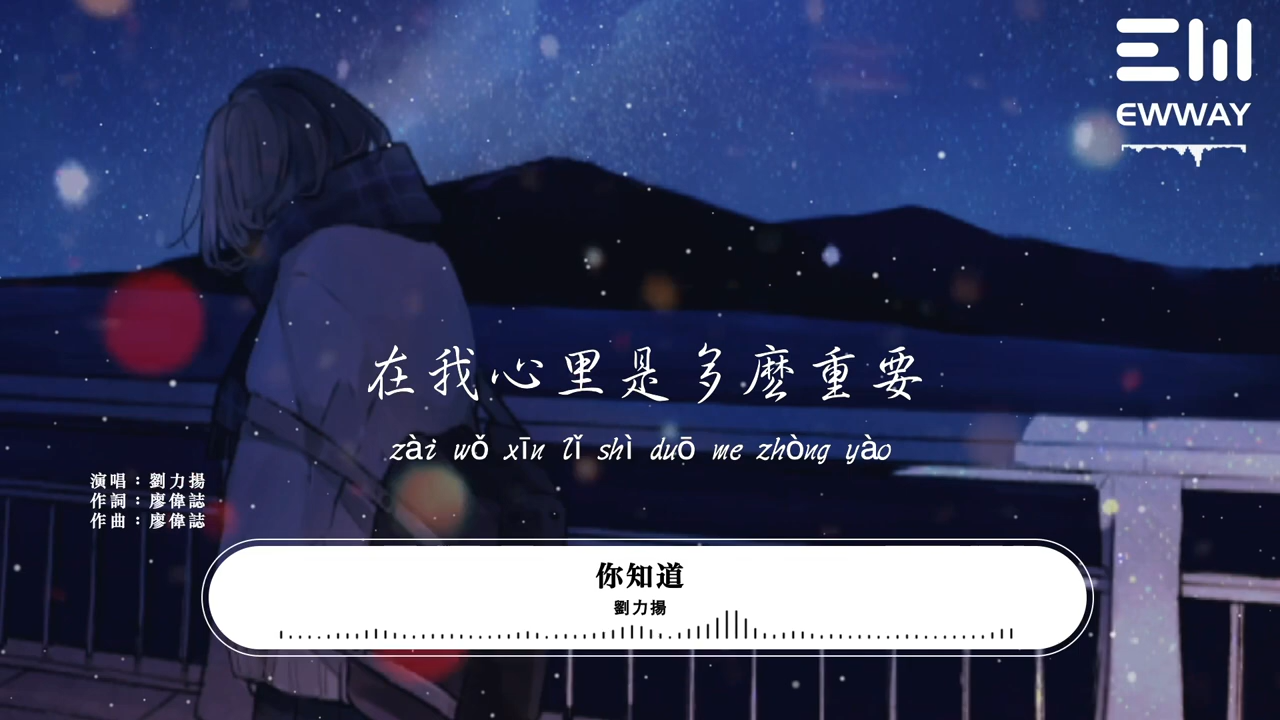 EWWAY
在我心里是多麼重要
zài wǒ xīn lǐ shì duō me zhòng yào
演唱：劉力揚
作詞：廖偉誌
作曲：廖偉誌
你知道
劉力揚